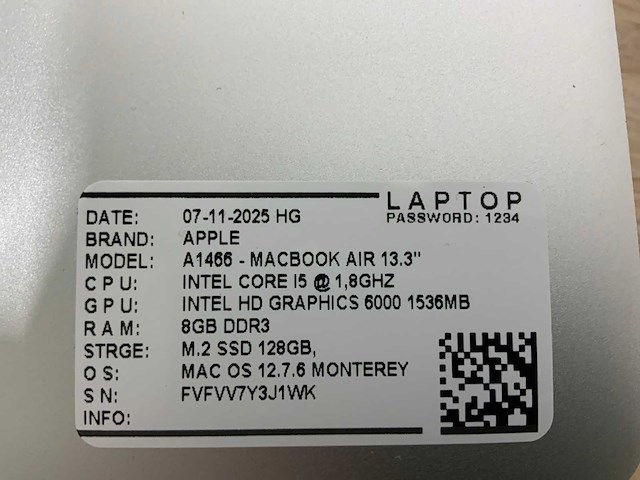 LAPTOP
PASSWORD: 1234
DATE: 07-11-2025 HG
BRAND: APPLE
MODEL: A1466 - MACBOOK AIR 13.3"
CPU: INTEL CORE I5 @ 1,8GHZ
GPU: INTEL HD GRAPHICS 6000 1536MB
RAM: 8GB DDR3
STRGE: M.2 SSD 128GB,
OS: MAC OS 12.7.6 MONTEREY
SN: FVFVV7Y3J1WK
INFO: